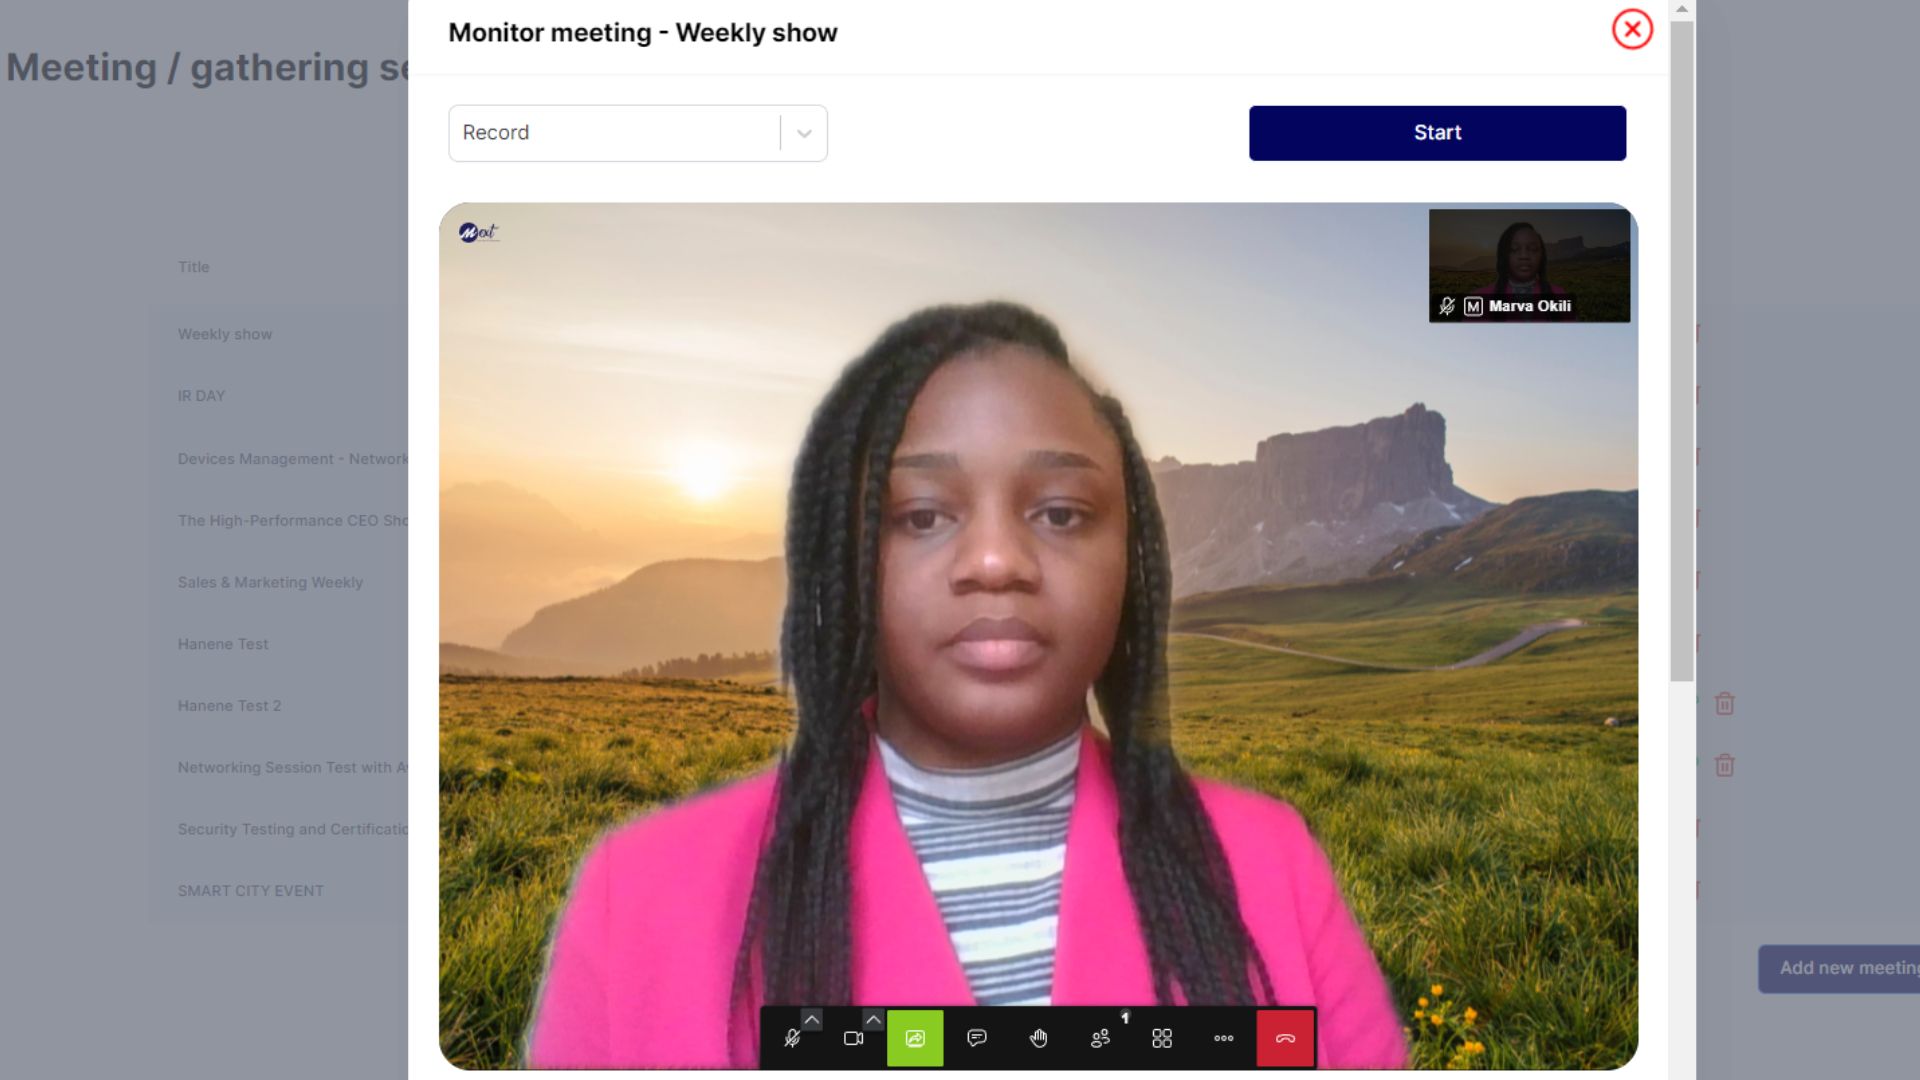 Monitor meeting - Weekly show
Meeting / gathering se
Record
Start
Mext
M Marva Okili
Title
Weekly show
IR DAY
Devices Management - Network
The High-Performance CEO Sho
Sales & Marketing Weekly
Hanene Test
Hanene Test 2
Networking Session Test with A
Security Testing and Certificatio
SMART CITY EVENT
Add new meeting
1